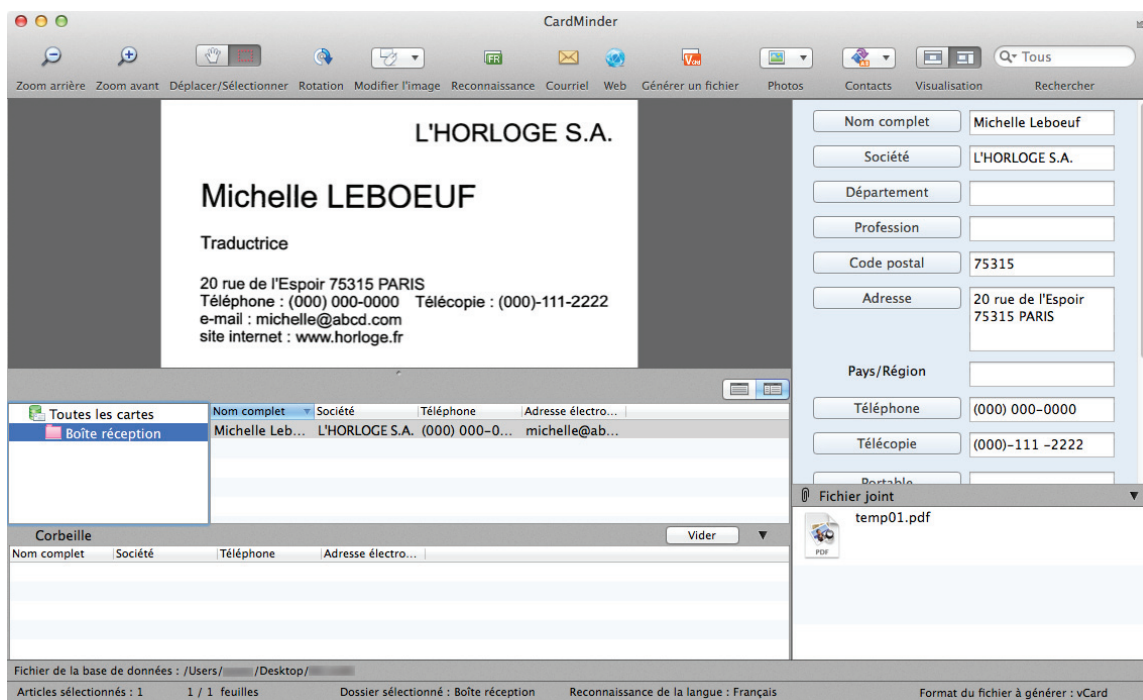 CardMinder
Tous
Zoom arrière Zoom avant Déplacer/Sélectionner Rotation Modifier l'image Reconnaissance Courriel Web Générer un fichier Photos Contacts Visualisation Rechercher
L'HORLOGE S.A.
Michelle LEBOEUF
Traductrice
20 rue de l'Espoir 75315 PARIS
Téléphone : (000) 000-0000 Télécopie : (000)-111-2222
e-mail : michelle@abcd.com
site internet : www.horloge.fr
Nom complet Michelle Leboeuf
Société L'HORLOGE S.A.
Département
Profession
Code postal 75315
Adresse 20 rue de l'Espoir
75315 PARIS
Pays/Région
Téléphone (000) 000-0000
Télécopie (000)-111 -2222
Portable
Toutes les cartes
Boîte réception
Nom complet Société Téléphone Adresse électro...
Michelle Leb... L'HORLOGE S.A. (000) 000-0... michelle@ab...
Corbeille Vider
Nom complet Société Téléphone Adresse électro...
Fichier joint
temp01.pdf
PDF
Fichier de la base de données : /Users/ /Desktop/
Articles sélectionnés : 1 1 / 1 feuilles Dossier sélectionné : Boîte réception Reconnaissance de la langue : Français Format du fichier à générer : vCard